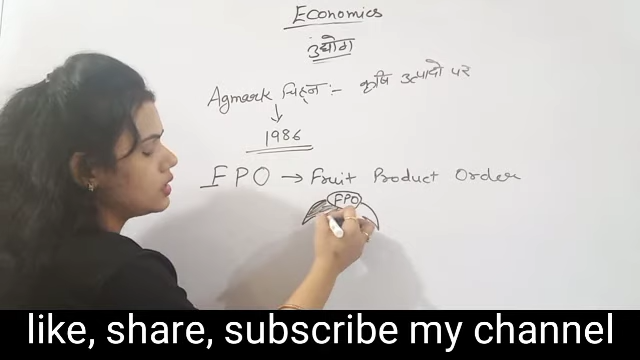 Economics
उद्योग
Agmark चिह्न :- कृषि उत्पादो पर
1986
FPO → Fruit Product Order
FPO
like, share, subscribe my channel